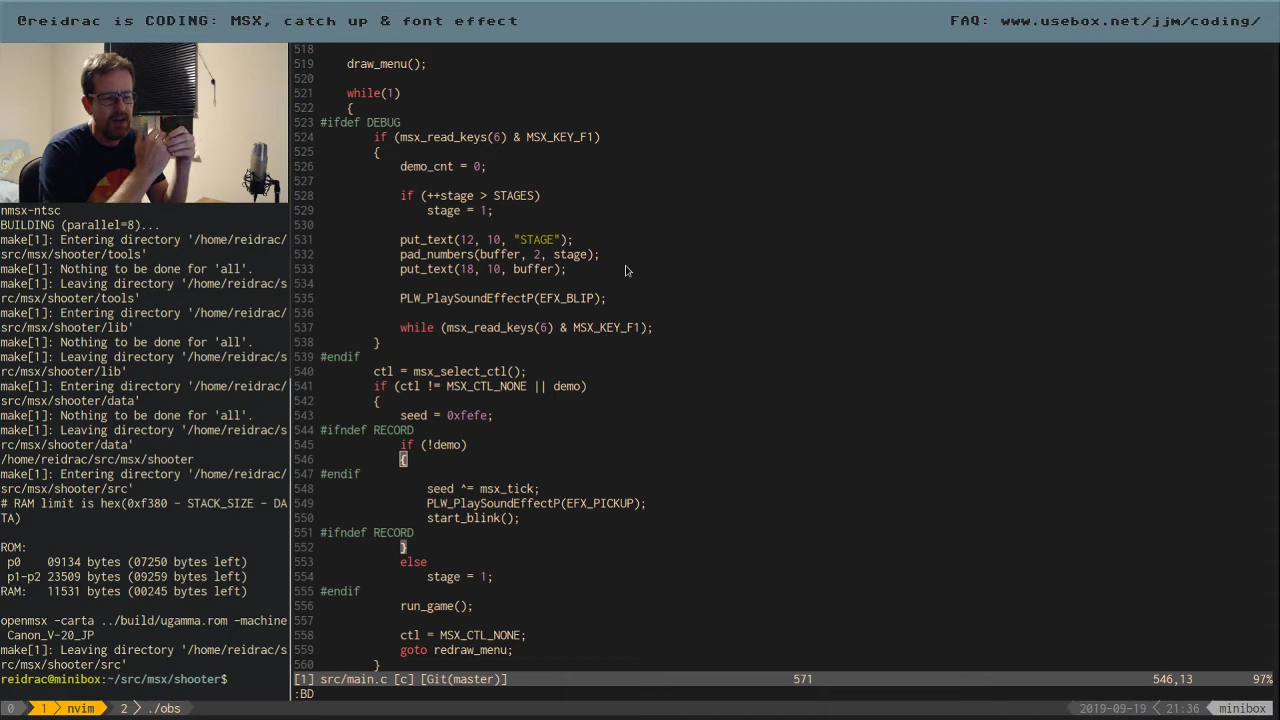 @reidrac is CODING: MSX, catch up & font effect
FAQ: www.usebox.net/jjm/coding/
nmsx-ntsc
BUILDING (parallel=8)...
make[1]: Entering directory '/home/reidrac/
src/msx/shooter/tools'
make[1]: Nothing to be done for 'all'.
make[1]: Leaving directory '/home/reidrac/s
rc/msx/shooter/tools'
make[1]: Entering directory '/home/reidrac/
src/msx/shooter/lib'
make[1]: Nothing to be done for 'all'.
make[1]: Leaving directory '/home/reidrac/s
rc/msx/shooter/lib'
make[1]: Entering directory '/home/reidrac/
src/msx/shooter/data'
make[1]: Nothing to be done for 'all'.
make[1]: Leaving directory '/home/reidrac/s
rc/msx/shooter/data'
/home/reidrac/src/msx/shooter
make[1]: Entering directory '/home/reidrac/
src/msx/shooter/src'
# RAM limit is hex(0xf380 - STACK_SIZE - DA
TA)
ROM:
p0 09134 bytes (07250 bytes left)
p1-p2 23509 bytes (09259 bytes left)
RAM: 11531 bytes (00245 bytes left)
openmsx -carta ../build/ugamma.rom -machine
Canon_V-20_JP
make[1]: Leaving directory '/home/reidrac/s
rc/msx/shooter/src'
reidrac@minibox:~/src/msx/shooter$
518
519 draw_menu();
520
521 while(1)
522 {
523 #ifdef DEBUG
524 if (msx_read_keys(6) & MSX_KEY_F1)
525 {
526 demo_cnt = 0;
527
528 if (++stage > STAGES)
529 stage = 1;
530
531 put_text(12, 10, "STAGE");
532 pad_numbers(buffer, 2, stage);
533 put_text(18, 10, buffer);
534
535 PLW_PlaySoundEffectP(EFX_BLIP);
536
537 while (msx_read_keys(6) & MSX_KEY_F1);
538 }
539 #endif
540 ctl = msx_select_ctl();
541 if (ctl != MSX_CTL_NONE || demo)
542 {
543 seed = 0xfefe;
544 #ifndef RECORD
545 if (!demo)
546 {
547 #endif
548 seed ^= msx_tick;
549 PLW_PlaySoundEffectP(EFX_PICKUP);
550 start_blink();
551 #ifndef RECORD
552 }
553 else
554 stage = 1;
555 #endif
556 run_game();
557
558 ctl = MSX_CTL_NONE;
559 goto redraw_menu;
560 }
[1] src/main.c [c] [Git(master)] 571 546,13 97%
:BD
0 1 nvim 2 ./obs 2019-09-19 21:36 minibox